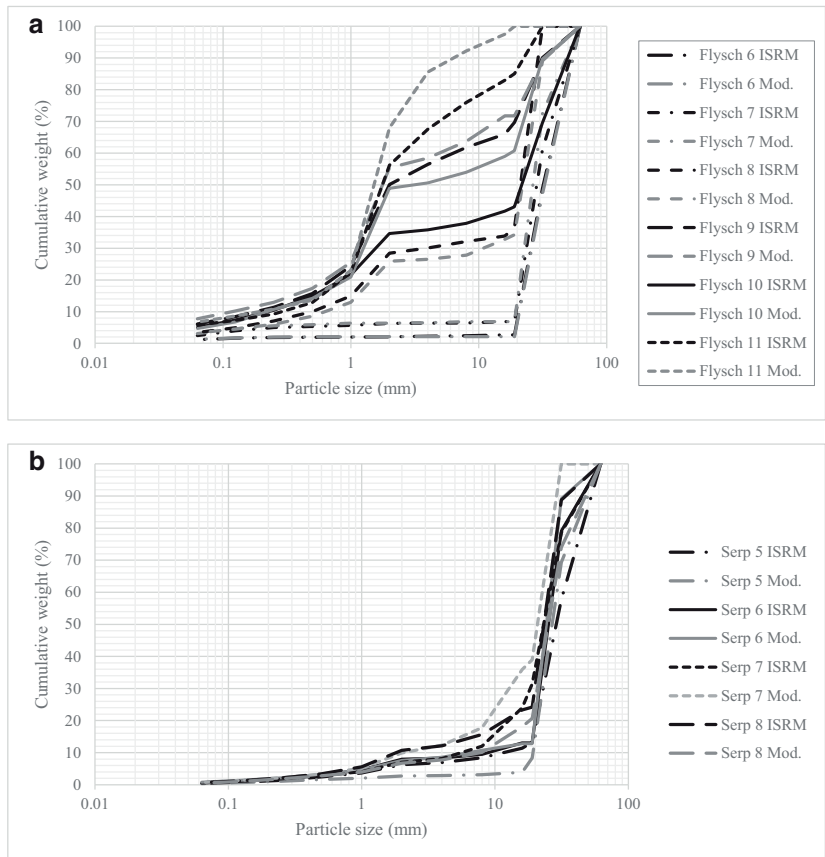 a
100
90
80
70
60
50
40
30
20
10
0
Cumulative weight (%)
0.01
0.1
1
10
100
Particle size (mm)
Flysch 6 ISRM
Flysch 6 Mod.
Flysch 7 ISRM
Flysch 7 Mod.
Flysch 8 ISRM
Flysch 8 Mod.
Flysch 9 ISRM
Flysch 9 Mod.
Flysch 10 ISRM
Flysch 10 Mod.
Flysch 11 ISRM
Flysch 11 Mod.
b
100
90
80
70
60
50
40
30
20
10
0
Cumulative weight (%)
0.01
0.1
1
10
100
Particle size (mm)
Serp 5 ISRM
Serp 5 Mod.
Serp 6 ISRM
Serp 6 Mod.
Serp 7 ISRM
Serp 7 Mod.
Serp 8 ISRM
Serp 8 Mod.